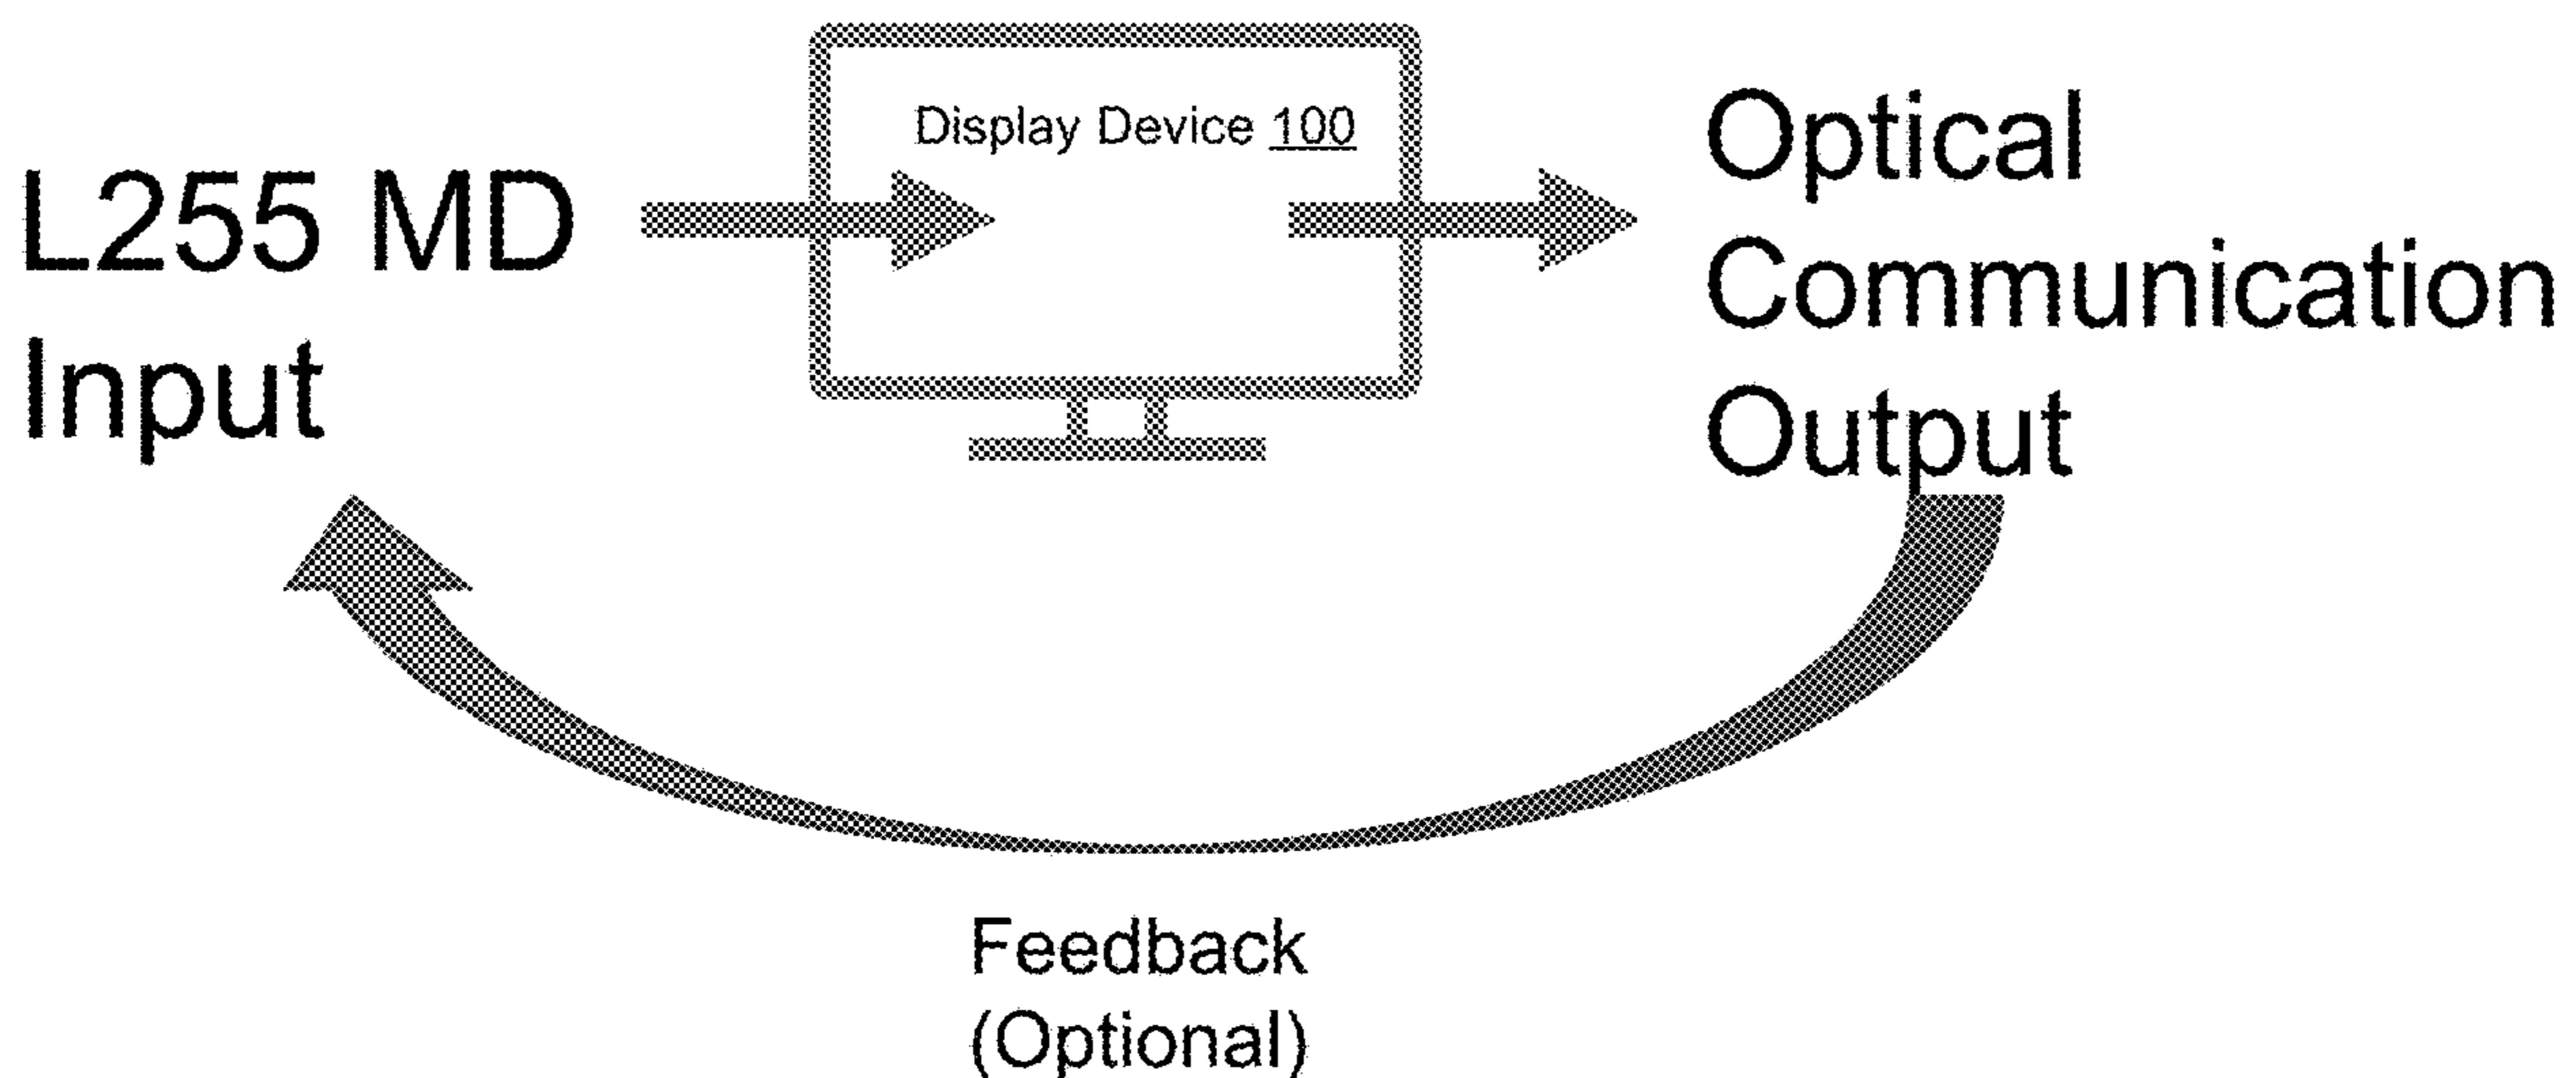 L255 MD
Input
Display Device 100
Optical
Communication
Output
Feedback
(Optional)